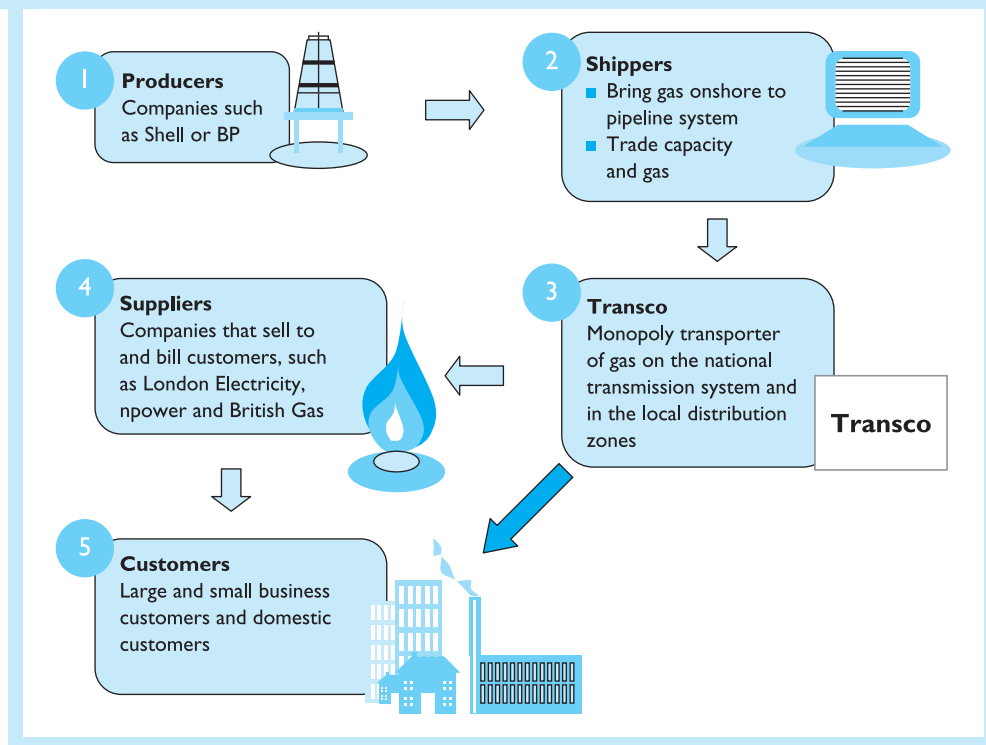 1
Producers
Companies such
as Shell or BP
2
Shippers
■ Bring gas onshore to
pipeline system
■ Trade capacity
and gas
3
Transco
Monopoly transporter
of gas on the national
transmission system and
in the local distribution
zones
Transco
4
Suppliers
Companies that sell to
and bill customers, such
as London Electricity,
npower and British Gas
5
Customers
Large and small business
customers and domestic
customers